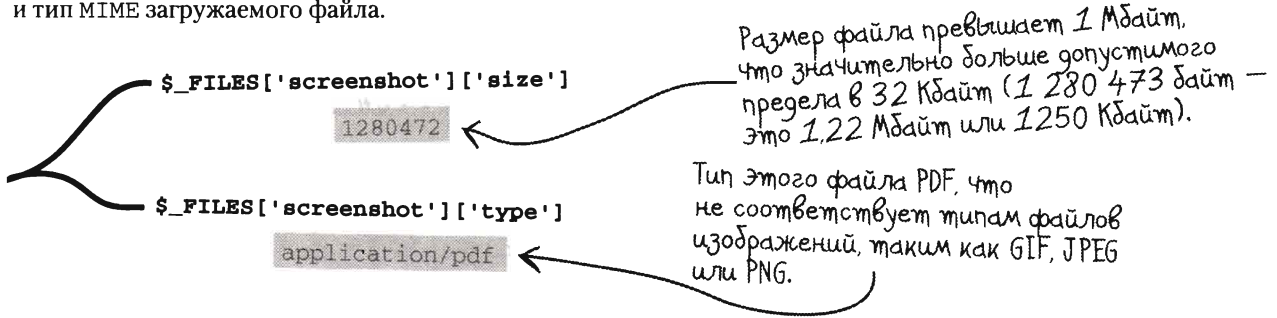 и тип MIME загружаемого файла.
$_FILES['screenshot']['size']
1280472
Размер файла превышает 1 Мбайт,
что значительно больше допустимого
предела в 32 Кбайт (1 280 473 байт —
это 1,22 Мбайт или 1250 Кбайт).
$_FILES['screenshot']['type']
application/pdf
Тип этого файла PDF, что
не соответствует типам файлов
изображений, таким как GIF, JPEG
или PNG.